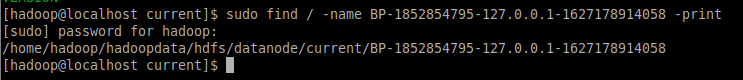 [hadoop@localhost current]$ sudo find / -name BP-1852854795-127.0.0.1-1627178914058 -print
[sudo] password for hadoop:
/home/hadoop/hadoopdata/hdfs/datanode/current/BP-1852854795-127.0.0.1-1627178914058
[hadoop@localhost current]$